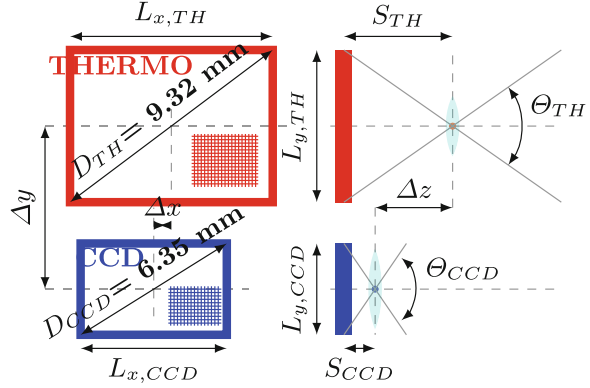 L_{x,TH}
THERMO
D_{TH} = 9,32 mm
L_{y,TH}
S_{TH}
Θ_{TH}
Δy
Δx
Δz
CCD
D_{CCD} = 6.35 mm
L_{y,CCD}
Θ_{CCD}
L_{x,CCD}
S_{CCD}